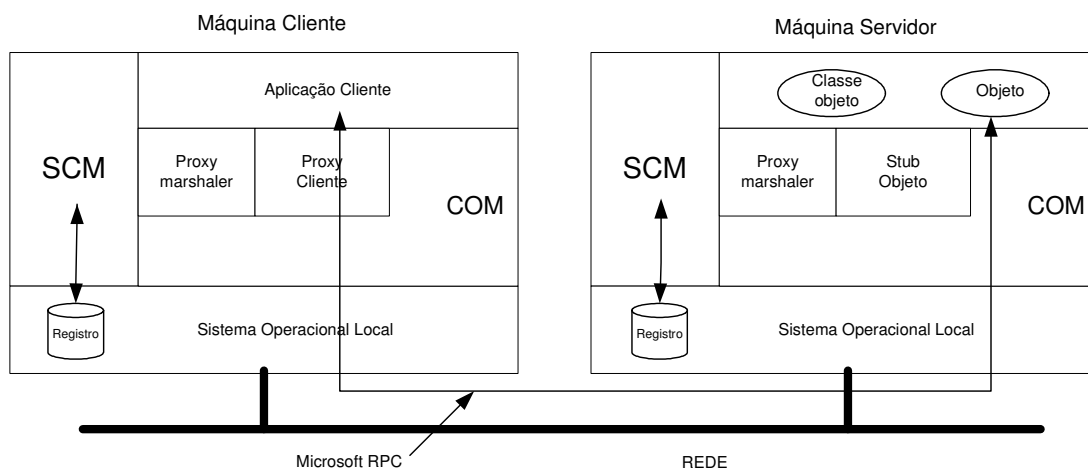 Máquina Cliente
Aplicação Cliente
SCM
Proxy
marshaler
Proxy
Cliente
COM
Registro
Sistema Operacional Local
Máquina Servidor
Classe
objeto
Objeto
SCM
Proxy
marshaler
Stub
Objeto
COM
Registro
Sistema Operacional Local
Microsoft RPC
REDE